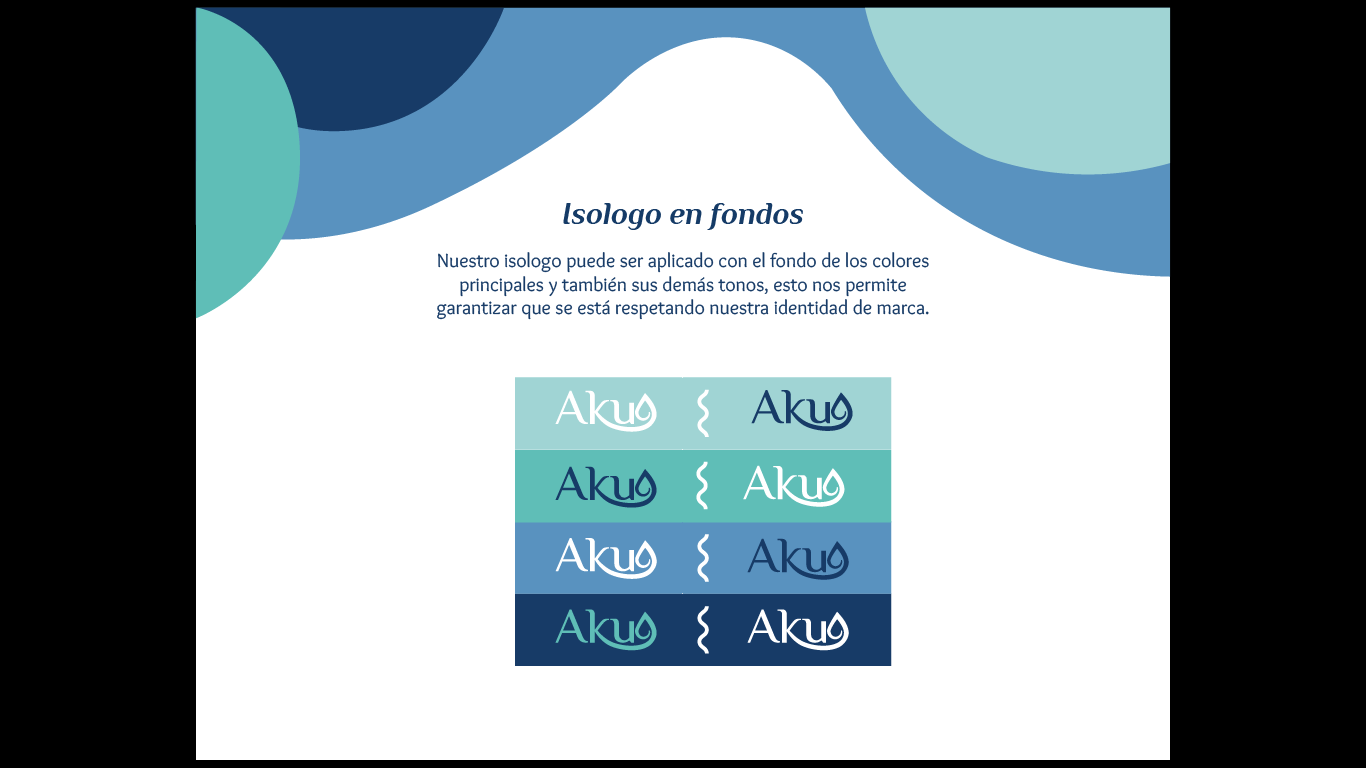 Isologo en fondos
Nuestro isologo puede ser aplicado con el fondo de los colores
principales y también sus demás tonos, esto nos permite
garantizar que se está respetando nuestra identidad de marca.
Aku Aku
Aku Aku
Aku Aku
Aku Aku